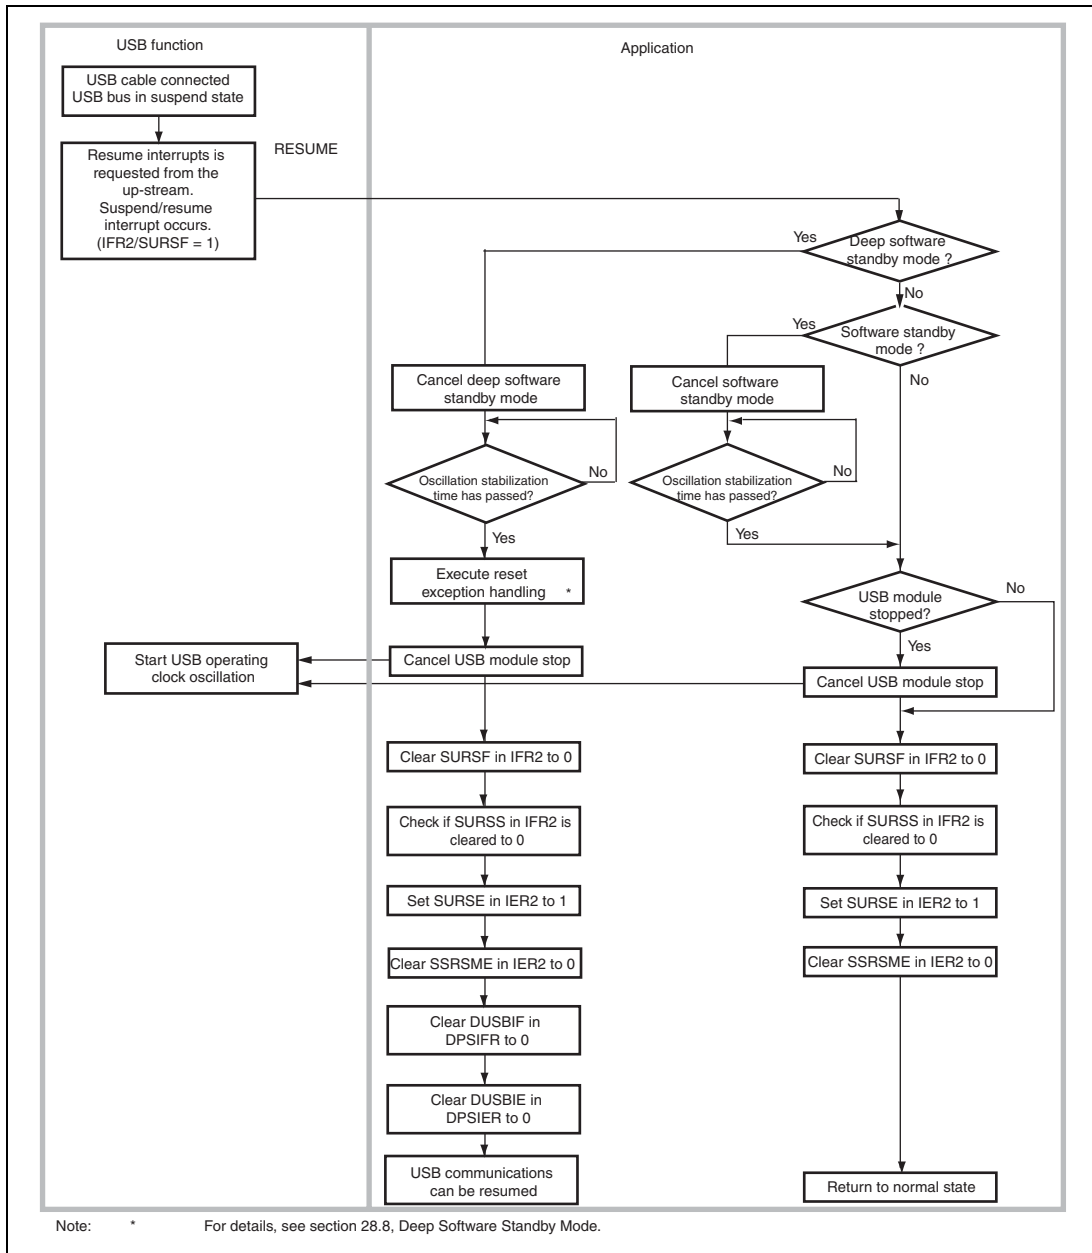 USB function
Application
USB cable connected
USB bus in suspend state
Resume interrupts is
requested from the
up-stream.
Suspend/resume
interrupt occurs.
(IFR2/SURSF = 1)
RESUME
Yes
Deep software
standby mode ?
No
Yes
Software standby
mode ?
No
Cancel deep software
standby mode
Cancel software
standby mode
Oscillation stabilization
time has passed?
No
Yes
Oscillation stabilization
time has passed?
No
Yes
Execute reset
exception handling *
USB module
stopped?
No
Yes
Start USB operating
clock oscillation
Cancel USB module stop
Cancel USB module stop
Clear SURSF in IFR2 to 0
Clear SURSF in IFR2 to 0
Check if SURSS in IFR2 is
cleared to 0
Check if SURSS in IFR2 is
cleared to 0
Set SURSE in IER2 to 1
Set SURSE in IER2 to 1
Clear SSRSME in IER2 to 0
Clear SSRSME in IER2 to 0
Clear DUSBIF in
DPSIFR to 0
Clear DUSBIE in
DPSIER to 0
USB communications
can be resumed
Return to normal state
Note: * For details, see section 28.8, Deep Software Standby Mode.